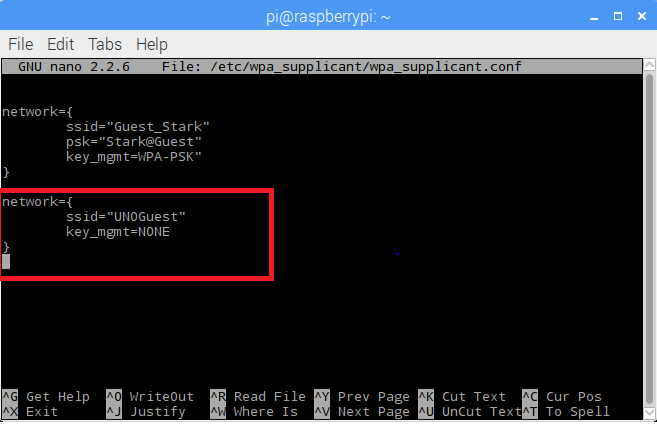 pi@raspberrypi: ~
File Edit Tabs Help
GNU nano 2.2.6 File: /etc/wpa_supplicant/wpa_supplicant.conf
network={
ssid="Guest_Stark"
psk="Stark@Guest"
key_mgmt=WPA-PSK"
}
network={
ssid="UNOGuest"
key_mgmt=NONE
}
^G Get Help ^O WriteOut ^R Read File ^Y Prev Page ^K Cut Text ^C Cur Pos
^X Exit ^J Justify ^W Where Is ^V Next Page ^U UnCut Text ^T To Spell